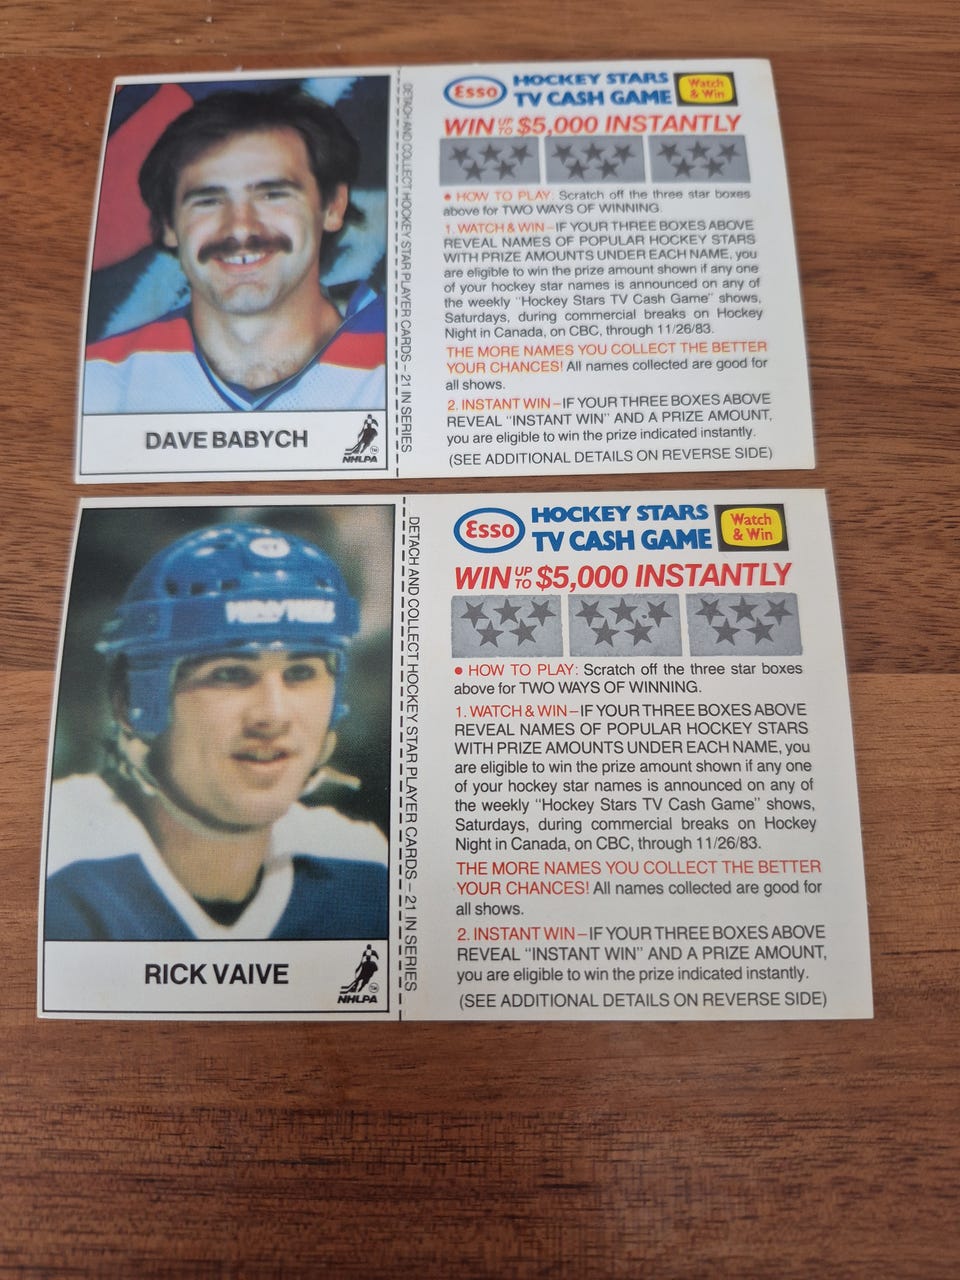 DAVE BABYCH
NHLPA
DETACH AND COLLECT HOCKEY STAR PLAYER CARDS – 21 IN SERIES
Esso
HOCKEY STARS
TV CASH GAME
Watch
& Win
WIN UP TO $5,000 INSTANTLY
• HOW TO PLAY: Scratch off the three star boxes
above for TWO WAYS OF WINNING.
1. WATCH & WIN–IF YOUR THREE BOXES ABOVE
REVEAL NAMES OF POPULAR HOCKEY STARS
WITH PRIZE AMOUNTS UNDER EACH NAME, you
are eligible to win the prize amount shown if any one
of your hockey star names is announced on any of
the weekly "Hockey Stars TV Cash Game" shows,
Saturdays, during commercial breaks on Hockey
Night in Canada, on CBC, through 11/26/83.
THE MORE NAMES YOU COLLECT THE BETTER
YOUR CHANCES! All names collected are good for
all shows.
2. INSTANT WIN–IF YOUR THREE BOXES ABOVE
REVEAL "INSTANT WIN" AND A PRIZE AMOUNT,
you are eligible to win the prize indicated instantly.
(SEE ADDITIONAL DETAILS ON REVERSE SIDE)
RICK VAIVE
NHLPA
DETACH AND COLLECT HOCKEY STAR PLAYER CARDS – 21 IN SERIES
Esso
HOCKEY STARS
TV CASH GAME
Watch
& Win
WIN UP TO $5,000 INSTANTLY
• HOW TO PLAY: Scratch off the three star boxes
above for TWO WAYS OF WINNING.
1. WATCH & WIN–IF YOUR THREE BOXES ABOVE
REVEAL NAMES OF POPULAR HOCKEY STARS
WITH PRIZE AMOUNTS UNDER EACH NAME, you
are eligible to win the prize amount shown if any one
of your hockey star names is announced on any of
the weekly "Hockey Stars TV Cash Game" shows,
Saturdays, during commercial breaks on Hockey
Night in Canada, on CBC, through 11/26/83.
THE MORE NAMES YOU COLLECT THE BETTER
YOUR CHANCES! All names collected are good for
all shows.
2. INSTANT WIN–IF YOUR THREE BOXES ABOVE
REVEAL "INSTANT WIN" AND A PRIZE AMOUNT,
you are eligible to win the prize indicated instantly.
(SEE ADDITIONAL DETAILS ON REVERSE SIDE)